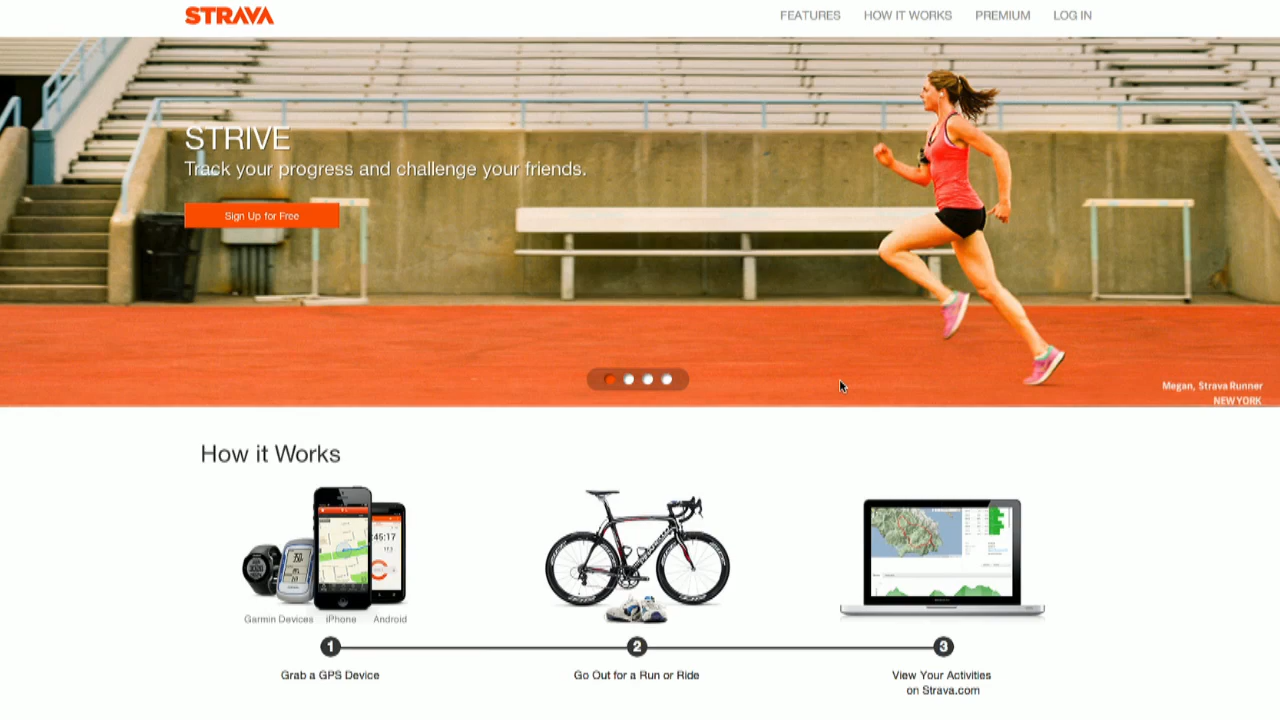 STRAVA
FEATURES HOW IT WORKS PREMIUM LOG IN
STRIVE
Track your progress and challenge your friends.
Sign Up for Free
Megan, Strava Runner
NEW YORK
How it Works
Garmin Devices iPhone Android
1 2 3
Grab a GPS Device
Go Out for a Run or Ride
View Your Activities
on Strava.com